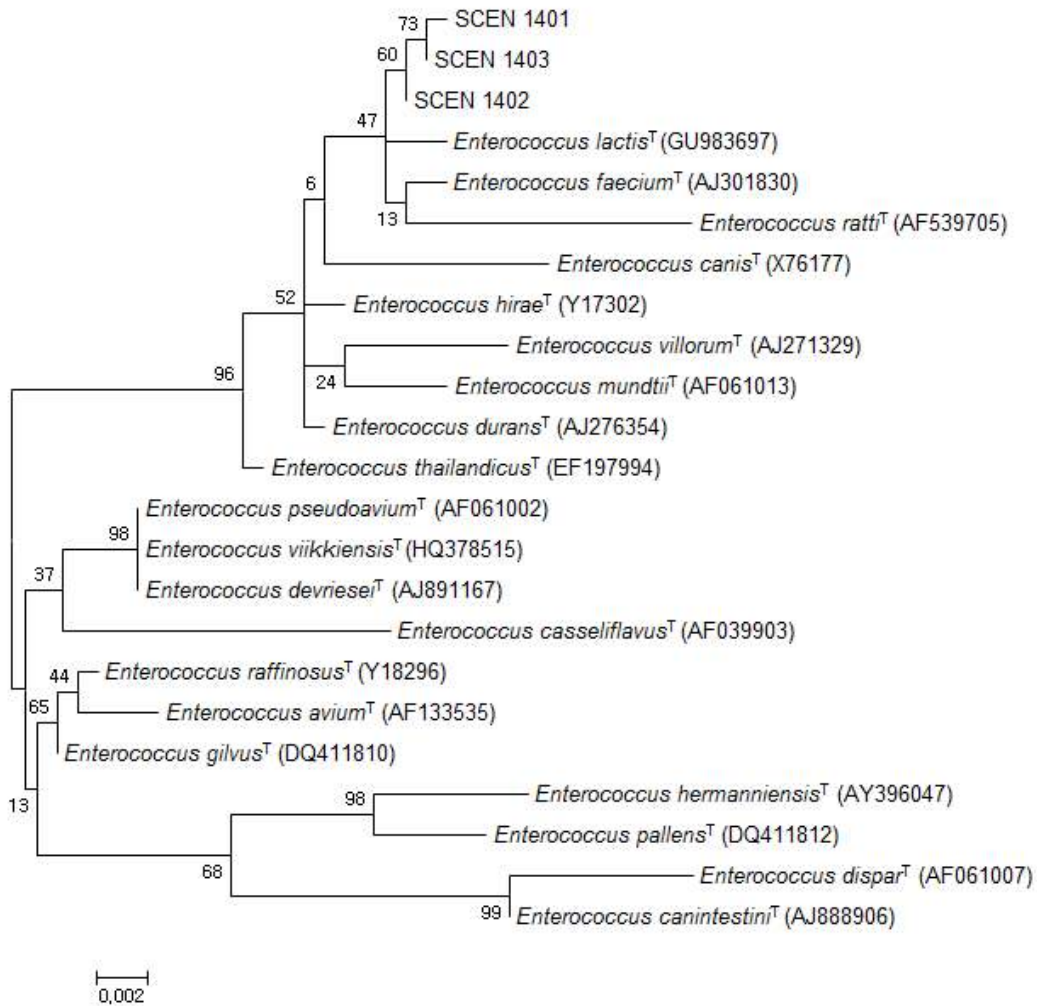 73
SCEN 1401
60
SCEN 1403
SCEN 1402
47
Enterococcus lactisᵀ (GU983697)
6
Enterococcus faeciumᵀ (AJ301830)
13
Enterococcus rattiᵀ (AF539705)
Enterococcus canisᵀ (X76177)
52
Enterococcus hiraeᵀ (Y17302)
Enterococcus villorumᵀ (AJ271329)
96
24
Enterococcus mundtiiᵀ (AF061013)
Enterococcus duransᵀ (AJ276354)
Enterococcus thailandicusᵀ (EF197994)
Enterococcus pseudoaviumᵀ (AF061002)
98
Enterococcus viikkiensisᵀ (HQ378515)
37
Enterococcus devrieseiᵀ (AJ891167)
Enterococcus casseliflavusᵀ (AF039903)
44
Enterococcus raffinosusᵀ (Y18296)
65
Enterococcus aviumᵀ (AF133535)
Enterococcus gilvusᵀ (DQ411810)
13
98
Enterococcus hermanniensisᵀ (AY396047)
Enterococcus pallensᵀ (DQ411812)
68
Enterococcus disparᵀ (AF061007)
99
Enterococcus canintestiniᵀ (AJ888906)
0,002